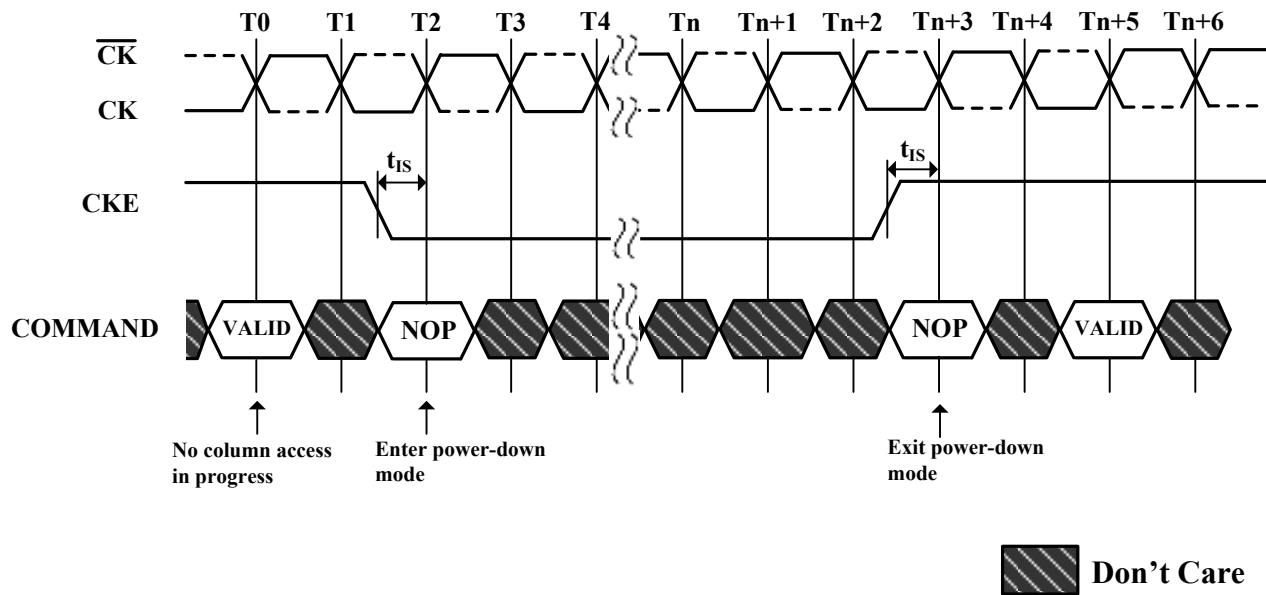 T0 T1 T2 T3 T4 Tn Tn+1 Tn+2 Tn+3 Tn+4 Tn+5 Tn+6
CK
CK
tIS tIS
CKE
COMMAND VALID NOP NOP VALID
No column access
in progress
Enter power-down
mode
Exit power-down
mode
Don't Care